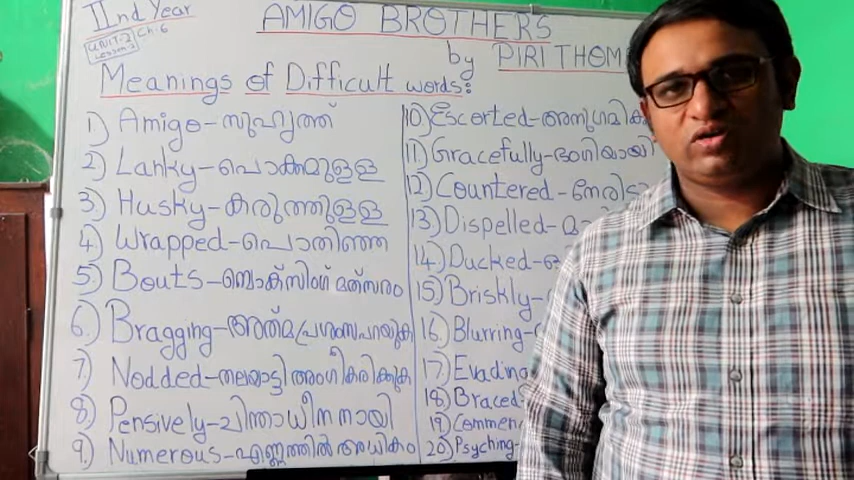 IInd Year
UNIT-2 Ch.6
Lesson-2
AMIGO BROTHERS
by PIRI THOM
Meanings of Difficult words:
1) Amigo-സുഹൃത്ത്
2) Lanky-പൊക്കമുള്ള
3) Husky-കരുത്തുള്ള
4) Wrapped-പൊതിഞ്ഞ
5) Bouts-ബോക്സിംഗ് മത്സരം
6) Bragging-ആത്മപ്രശംസപറയുക
7) Nodded-തലയാട്ടി അംഗീകരിക്കുക
8) Pensively-ചിന്താധീനനായി
9) Numerous-എണ്ണത്തിൽ അധികം
10) Escorted-അനുഗമിക
11) Gracefully-ഭംഗിയായി
12) Countered-നേരിട
13) Dispelled-മാ
14) Ducked-ഒ
15) Briskly-
16) Blurring-
17) Evading
18) Braced-
19) Commen
20) Psyching-